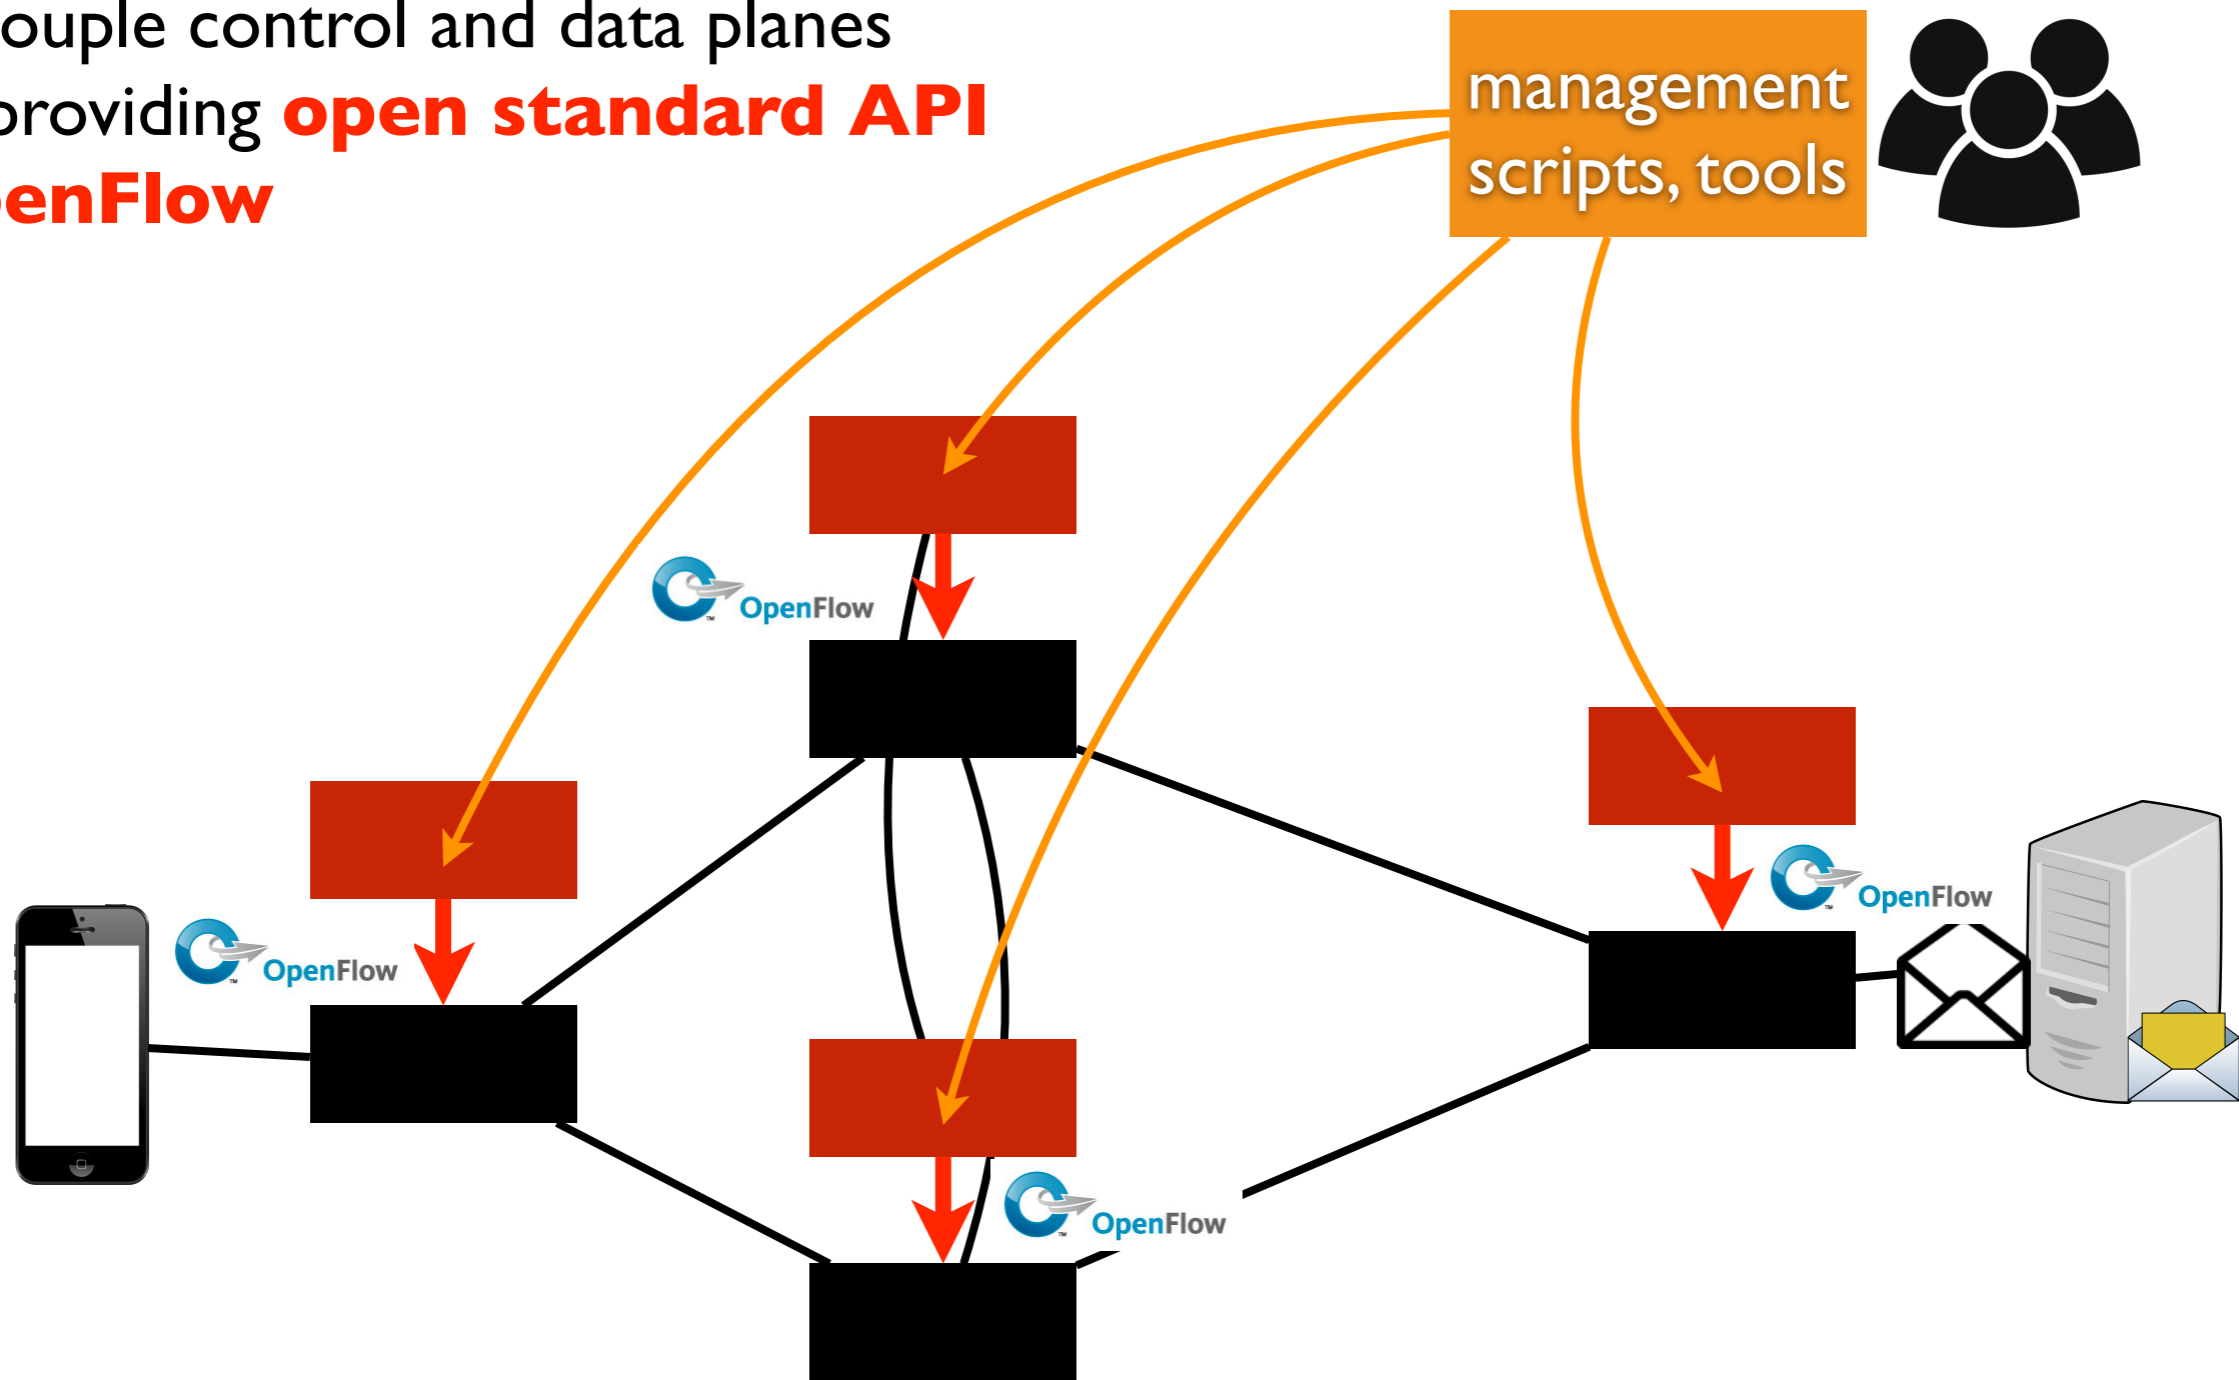 ouple control and data planes
providing open standard API
enFlow
management
scripts, tools
OpenFlow
OpenFlow
OpenFlow
OpenFlow